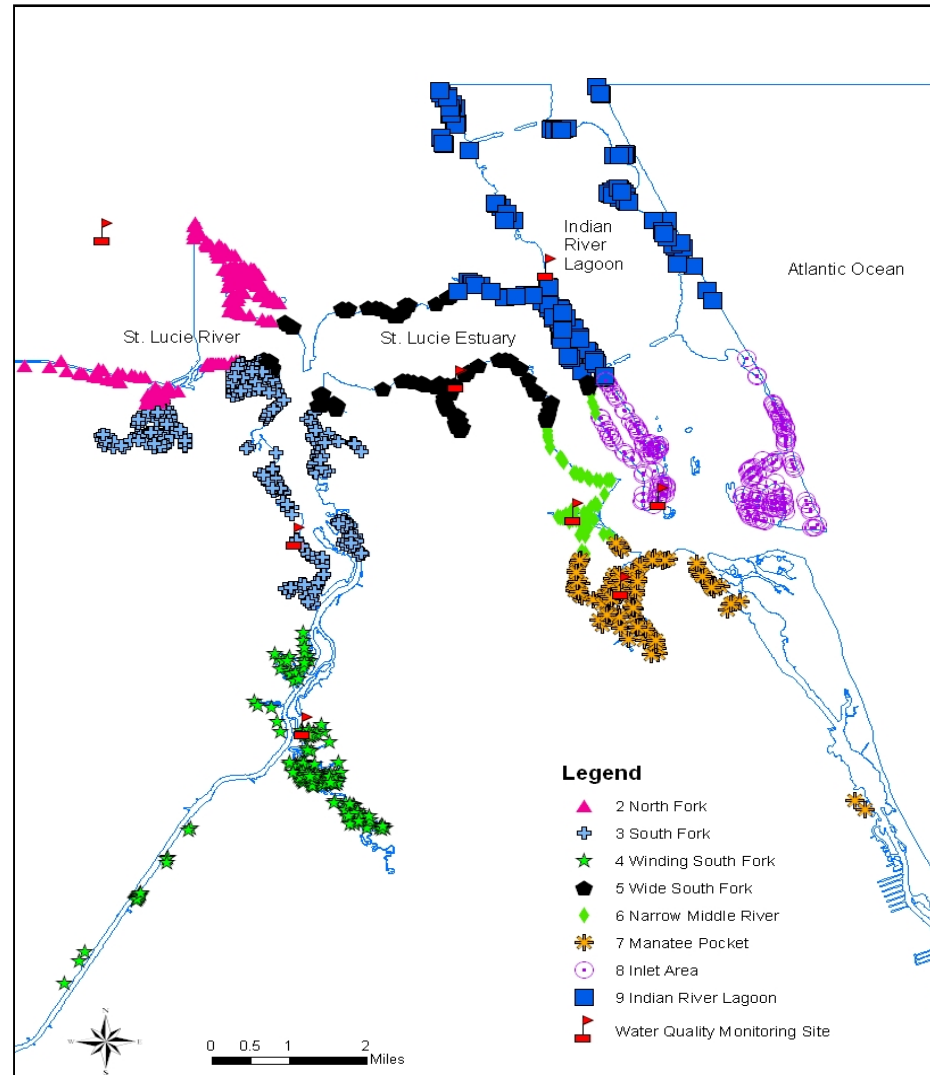 Indian
River
Lagoon
Atlantic Ocean
St. Lucie River
St. Lucie Estuary
Legend
2 North Fork
3 South Fork
4 Winding South Fork
5 Wide South Fork
6 Narrow Middle River
7 Manatee Pocket
8 Inlet Area
9 Indian River Lagoon
Water Quality Monitoring Site
N
W E
S
0 0.5 1 2
Miles